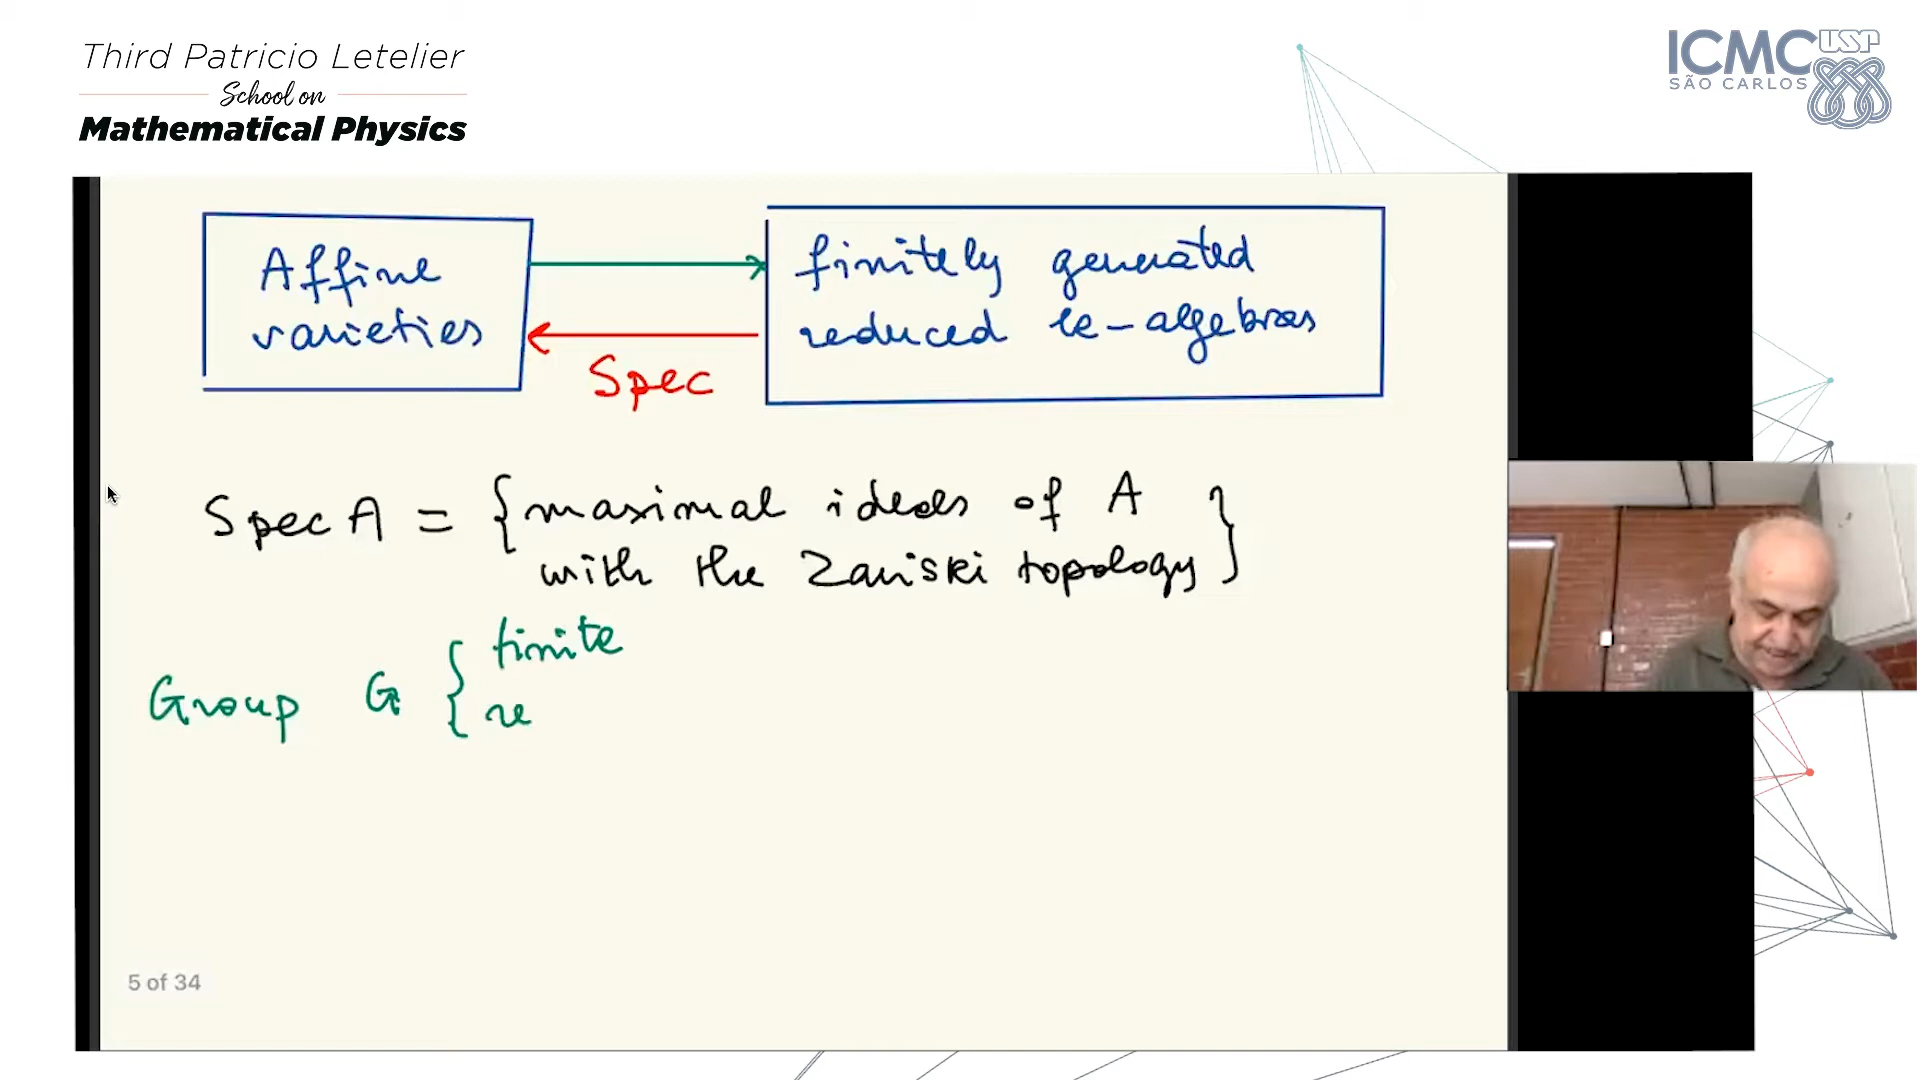 Third Patricio Letelier
School on
Mathematical Physics
ICMC USP
SÃO CARLOS
Affine
varieties
finitely generated
reduced k-algebras
Spec
Spec A = { maximal ideals of A
with the Zariski topology }
Group G { finite
re
5 of 34